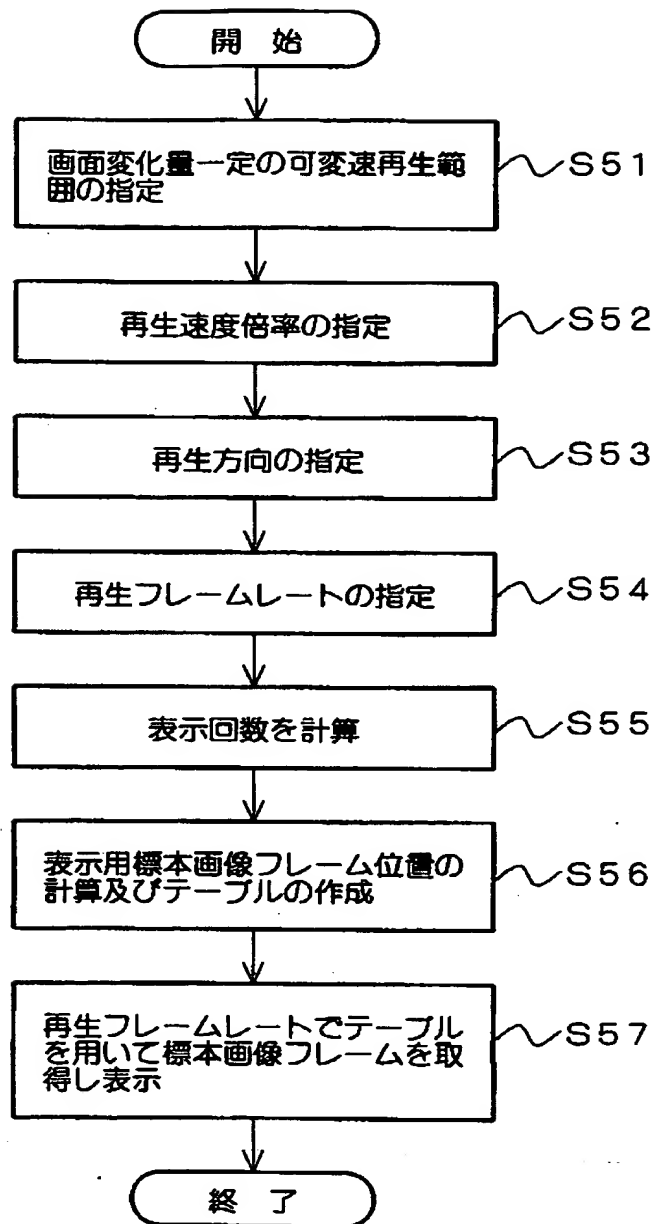 開 始
画面変化量一定の可変速再生範
囲の指定
S51
再生速度倍率の指定
S52
再生方向の指定
S53
再生フレームレートの指定
S54
表示回数を計算
S55
表示用標本画像フレーム位置の
計算及びテーブルの作成
S56
再生フレームレートでテーブル
を用いて標本画像フレームを取
得し表示
S57
終 了